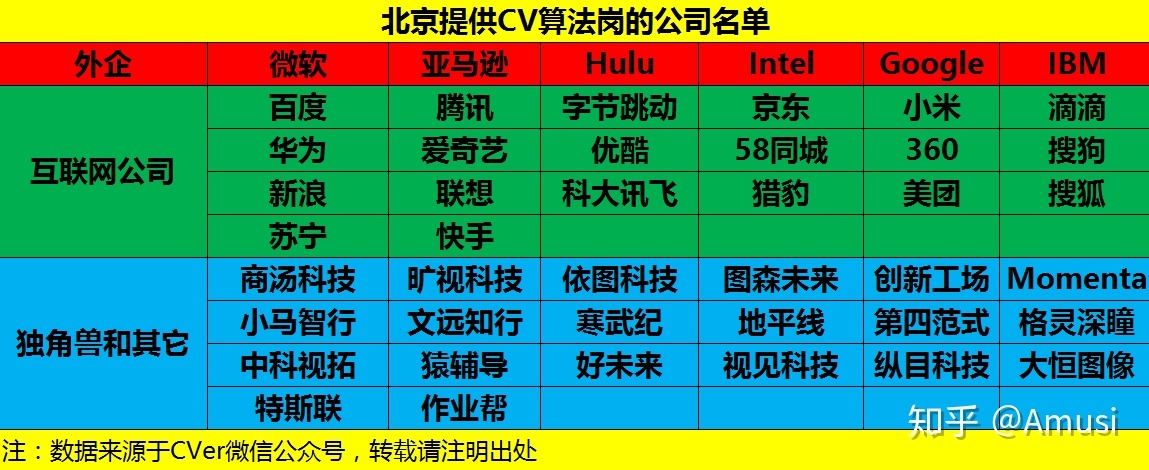 北京提供CV算法岗的公司名单
外企 微软 亚马逊 Hulu Intel Google IBM
互联网公司 百度 腾讯 字节跳动 京东 小米 滴滴
华为 爱奇艺 优酷 58同城 360 搜狗
新浪 联想 科大讯飞 猎豹 美团 搜狐
苏宁 快手
独角兽和其它 商汤科技 旷视科技 依图科技 图森未来 创新工场 Momenta
小马智行 文远知行 寒武纪 地平线 第四范式 格灵深瞳
中科视拓 猿辅导 好未来 视见科技 纵目科技 大恒图像
特斯联 作业帮
知乎 @Amusi
注：数据来源于CVer微信公众号，转载请注明出处